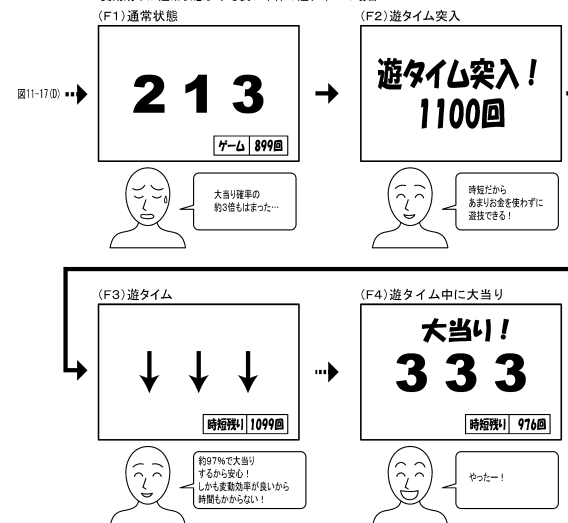 (F1)通常状態
(F2)遊タイム突入
図11-17(D)
213
ゲーム 899回
遊タイム突入!
1100回
大当り確率の
約3倍もはまった…
時短だから
あまりお金を使わずに
遊技できる!
(F3)遊タイム
(F4)遊タイム中に大当り
↓ ↓ ↓
時短残り 1099回
大当り!
333
時短残り 976回
約97%で大当り
するから安心!
しかも変動効率が良いから
時間もかからない!
やったー!